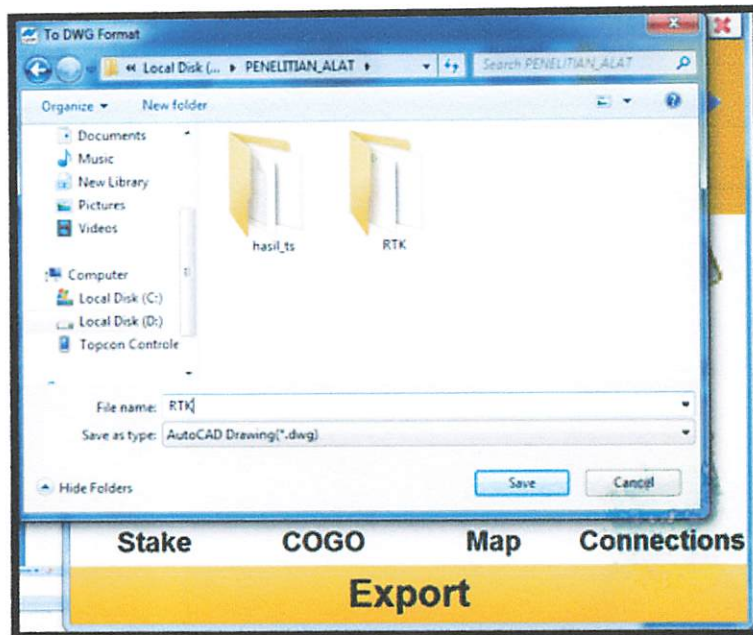 To DWG Format
« Local Disk (... ▸ PENELITIAN_ALAT ▸
Search PENELITIAN_ALAT
Organize ▾ New folder
Documents
Music
New Library
Pictures
Videos
Computer
Local Disk (C:)
Local Disk (D:)
Topcon Controle
hasil_ts
RTK
File name: RTK
Save as type: AutoCAD Drawing(*.dwg)
Hide Folders
Save
Cancel
Stake COGO Map Connections
Export